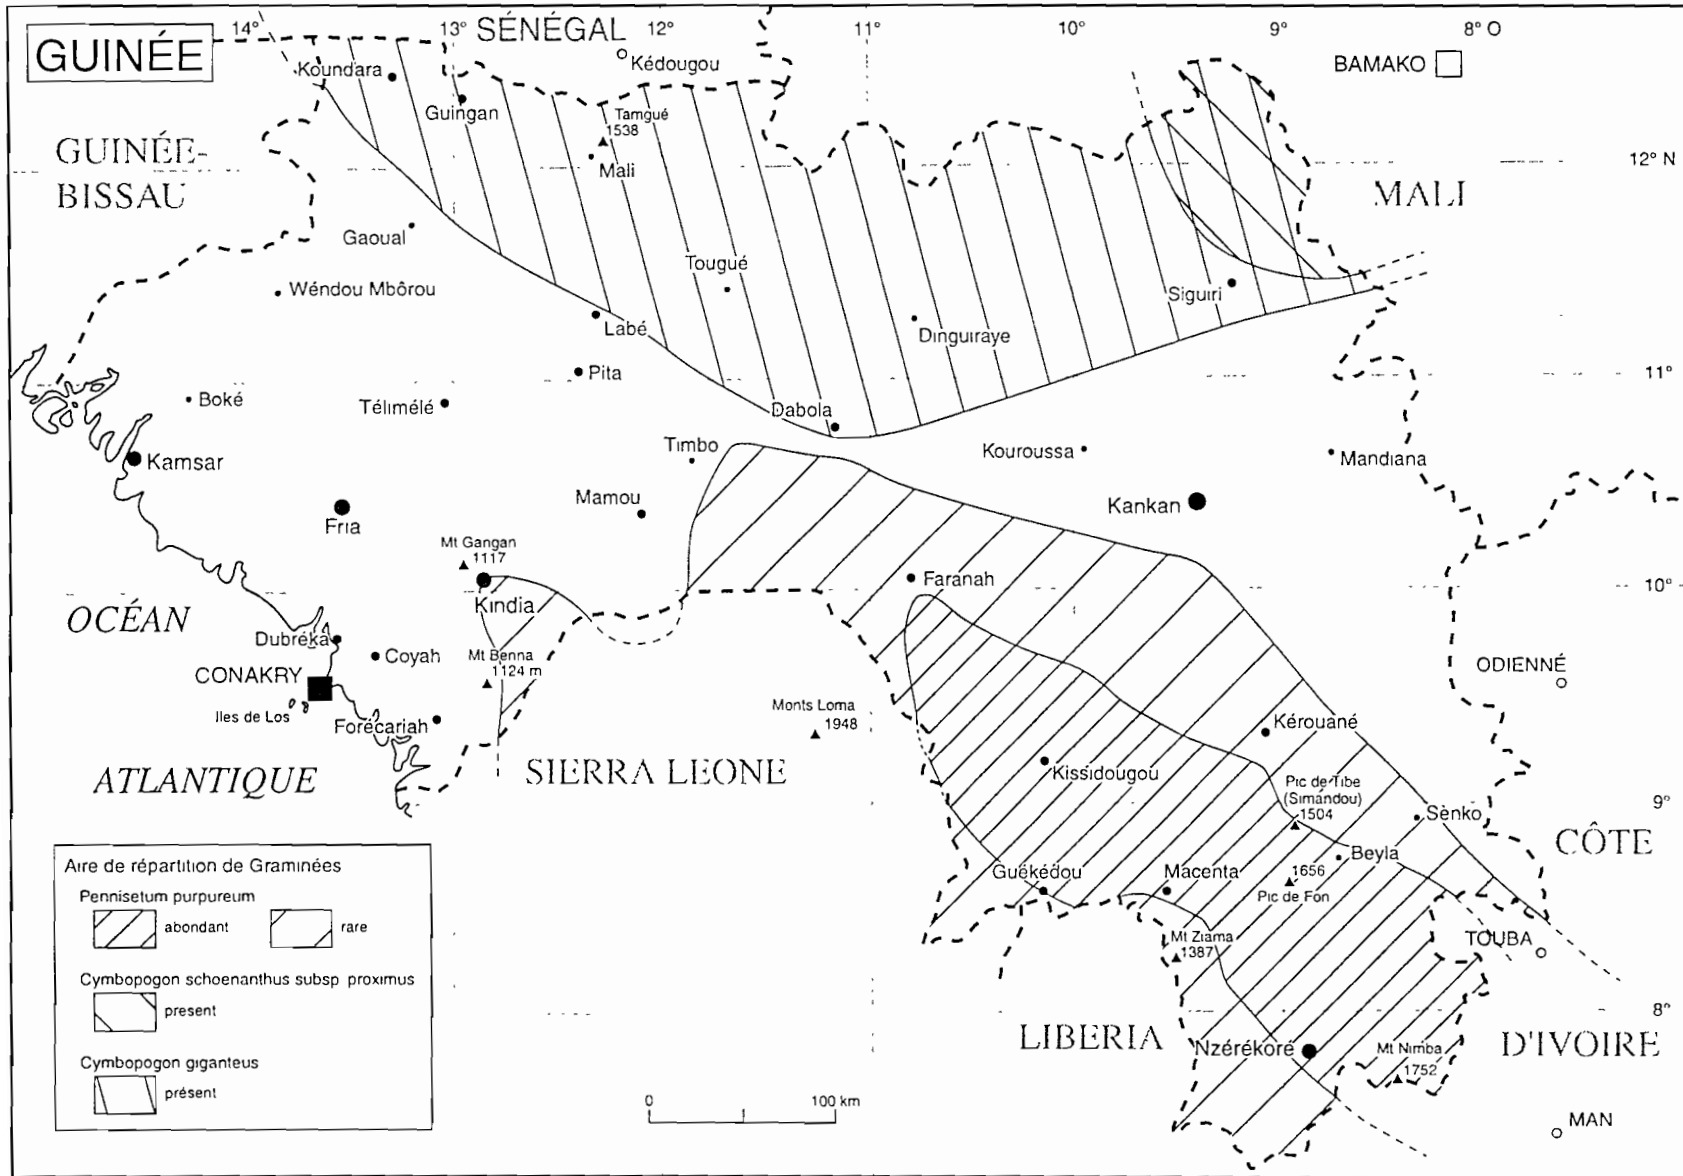 GUINÉE
14°
13°
SÉNÉGAL
12°
11°
10°
9°
8° O
Koundara
Kédougou
BAMAKO
Guingan
Tamgué
1538
GUINÉE-
BISSAU
Mali
12° N
MALI
Gaoual
Tougué
Wéndou Mbôrou
Siguiri
Labé
Dinguiraye
Pita
11°
Boké
Télimélé
Dabola
Timbo
Kouroussa
Mandiana
Kamsar
Mamou
Kankan
Fria
Mt Gangan
1117
Faranah
Kindia
10°
OCÉAN
Dubréka
Coyah
Mt Benna
1124 m
ODIENNÉ
CONAKRY
Iles de Los
Forécariah
Monts Loma
1948
Kérouané
ATLANTIQUE
SIERRA LEONE
Kissidougou
Pic de Tibe
(Simandou)
1504
9°
Sènko
CÔTE
Beyla
Guékédou
Macenta
1656
Pic de Fon
Mt Ziama
1387
TOUBA
8°
LIBERIA
Nzérékoré
Mt Nimba
1752
D'IVOIRE
MAN
Aire de répartition de Graminées
Pennisetum purpureum
abondant
rare
Cymbopogon schoenanthus subsp proximus
present
Cymbopogon giganteus
présent
0
100 km